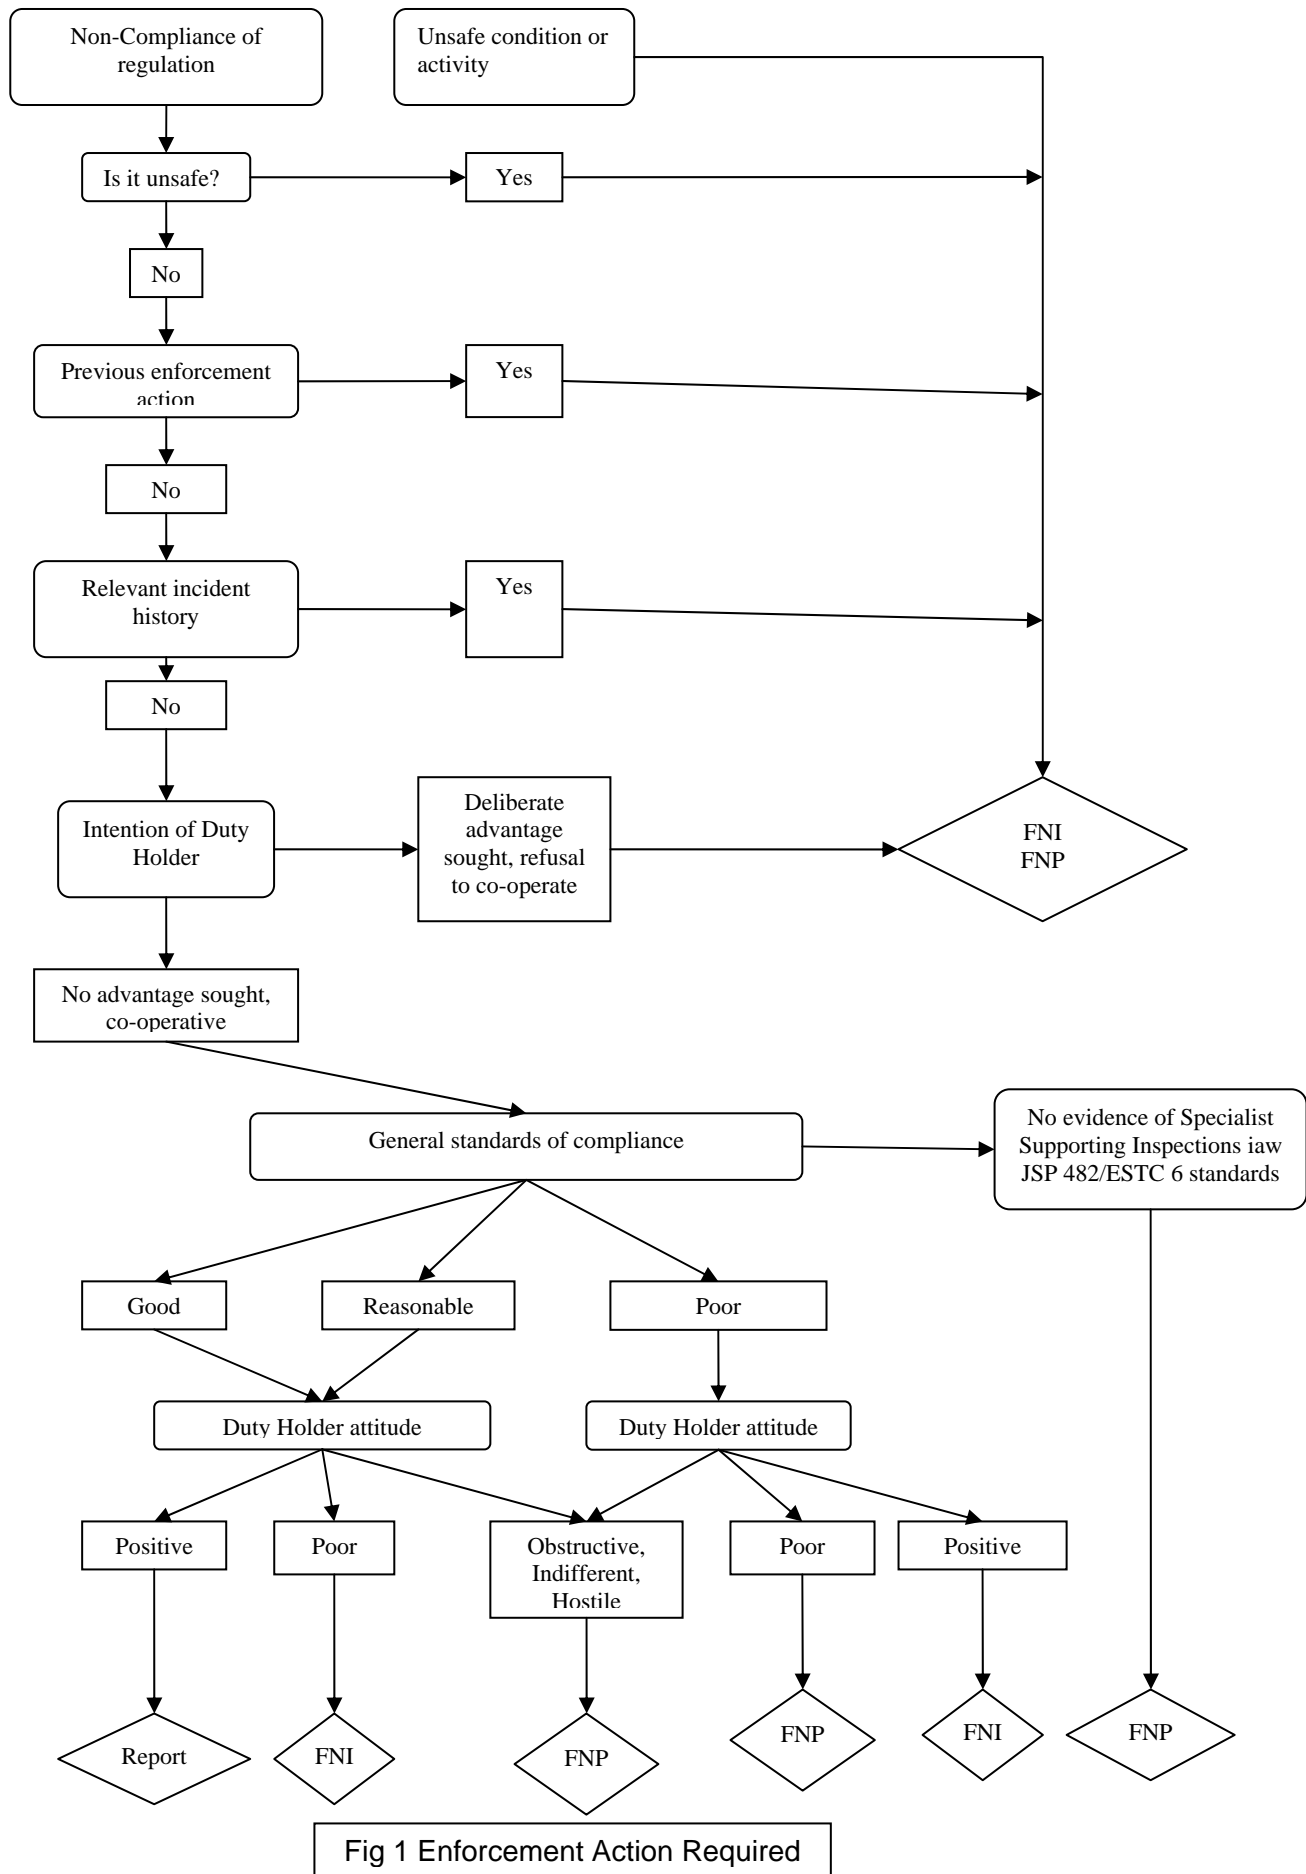 Non-Compliance of
regulation
Unsafe condition or
activity
Is it unsafe?
Yes
No
Previous enforcement
action
Yes
No
Relevant incident
history
Yes
No
Intention of Duty
Holder
Deliberate
advantage
sought, refusal
to co-operate
FNI
FNP
No advantage sought,
co-operative
General standards of compliance
No evidence of Specialist
Supporting Inspections iaw
JSP 482/ESTC 6 standards
Good
Reasonable
Poor
Duty Holder attitude
Duty Holder attitude
Positive
Poor
Obstructive,
Indifferent,
Hostile
Poor
Positive
Report
FNI
FNP
FNP
FNI
FNP
Fig 1 Enforcement Action Required